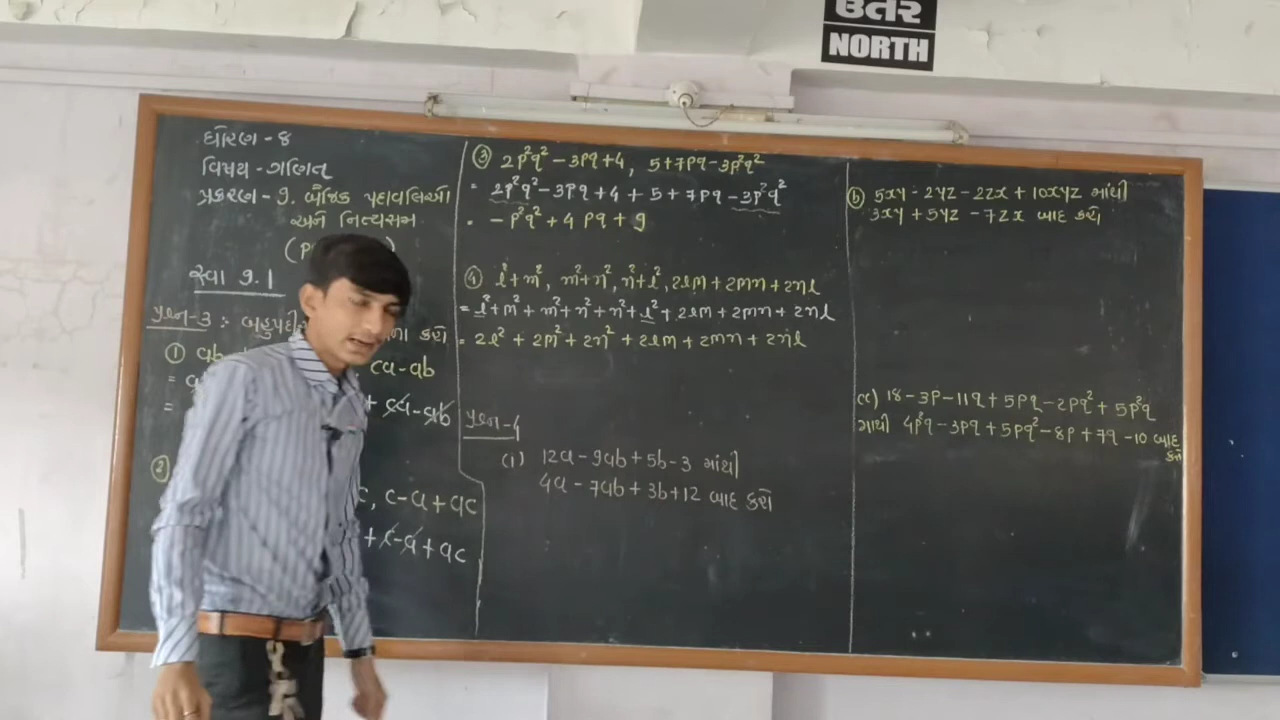 ઉત્તર
NORTH
ધોરણ - ૮
વિષય - ગણિત
પ્રકરણ - 9. બૈજિક પદાવલિઓ
અને નિત્યસમ
સ્વા 9.1
પ્રશ્ન-3 :
કરો
① ab
ca - ab
+ ca - ab
②
c, c - a + ac
+ c - a + ac
③ 2p²q² - 3pq + 4, 5 + 7pq - 3p²q²
= 2p²q² - 3pq + 4 + 5 + 7pq - 3p²q²
= - p²q² + 4pq + 9
④ l² + m², m² + n², n² + l², 2lm + 2mn + 2nl
= l² + m² + m² + n² + n² + l² + 2lm + 2mn + 2nl
= 2l² + 2m² + 2n² + 2lm + 2mn + 2nl
પ્રશ્ન-4
(i) 12a - 9ab + 5b - 3 માંથી
4a - 7ab + 3b + 12 બાદ કરો
ⓑ 5xy - 2yz - 2zx + 10xyz માંથી
3xy + 5yz - 7zx બાદ કરો
(c) 18 - 3p - 11q + 5pq - 2pq² + 5p²q
માથી 4p²q - 3pq + 5pq² - 8p + 7q - 10 બાદ
કરો